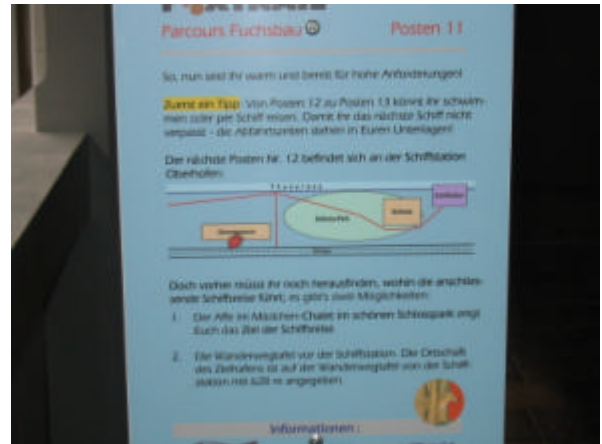 Parcours Fuchsbau Posten 11
So, nun seid ihr warm und bereit für hohe Anforderungen!
Zuerst ein Tipp: Von Posten 12 zu Posten 13 könnt ihr schwim-
men oder per Schiff reisen. Damit ihr das nächste Schiff nicht
verpasst - die Abfahrtszeiten stehen in Euren Unterlagen!
Der nächste Posten Nr. 12 befindet sich an der Schiffstation
Oberhofen.
Thunersee
Doch vorher müsst ihr noch herausfinden, wohin die anschlies-
sende Schiffsreise führt; es gibt's zwei Möglichkeiten:
1. Der Affe im Mädchen-Chalet im schönen Schlosspark zeigt
Euch das Ziel der Schiffsreise.
2. Die Wanderwegtafel vor der Schiffstation. Die Ortschaft
des Zielhafens ist auf der Wanderwegtafel von der Schiff-
station mit 628 m angegeben.
Informationen :